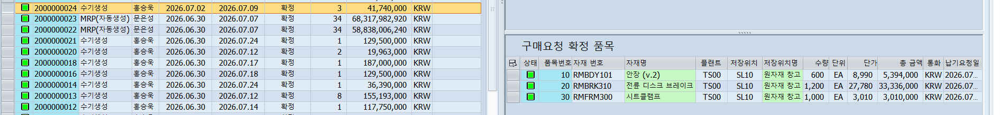 2000000024 수기생성 홍승욱 2026.07.02 2026.07.09 확정 3 41,740,000 KRW
2000000023 MRP(자동생성) 문은성 2026.06.30 2026.07.07 확정 34 68,317,982,920 KRW
2000000022 MRP(자동생성) 문은성 2026.06.30 2026.07.07 확정 34 58,838,006,240 KRW
2000000021 수기생성 홍승욱 2026.06.30 2026.07.24 확정 1 129,500,000 KRW
2000000020 수기생성 홍승욱 2026.06.30 2026.07.12 확정 2 19,963,000 KRW
2000000018 수기생성 홍승욱 2026.06.30 2026.07.17 확정 1 187,000,000 KRW
2000000016 수기생성 홍승욱 2026.06.30 2026.07.18 확정 1 129,500,000 KRW
2000000014 수기생성 홍승욱 2026.06.30 2026.07.24 확정 1 36,390,000 KRW
2000000013 수기생성 홍승욱 2026.06.30 2026.07.12 확정 8 155,193,000 KRW
2000000012 수기생성 홍승욱 2026.06.30 2026.07.14 확정 1 117,750,000 KRW
구매요청 확정 품목
상태 품목번호 자재 번호 자재명 플랜트 저장위치 저장위치명 수량 단위 단가 총 금액 통화 납기요청일
10 RMBDY101 안장 (v.2) TS00 SL10 원자재 창고 600 EA 8,990 5,394,000 KRW 2026.07...
20 RMBRK310 전륜 디스크 브레이크 TS00 SL10 원자재 창고 1,200 EA 27,780 33,336,000 KRW 2026.07...
30 RMFRM300 시트클램프 TS00 SL10 원자재 창고 1,000 EA 3,010 3,010,000 KRW 2026.07...